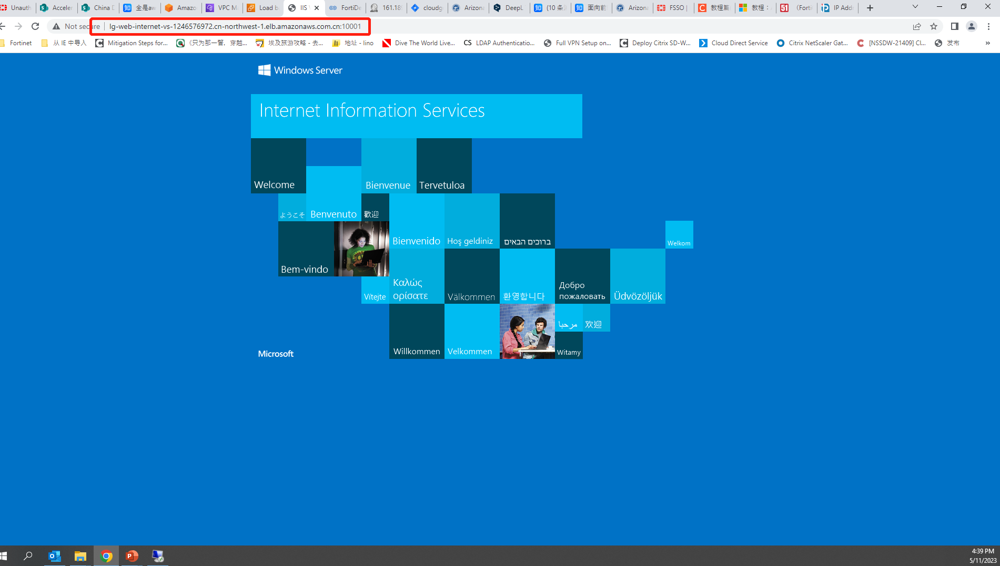 Unauth
Acceler
China D
全是aw
Amazo
VPC M
Load ba
IIS
FortiDe
161.189
cloudg
Arizona
DeepL
(10 条
面向前
Arizona
FSSO |
教程篇
教程：
(Forti
IP Addr
Not secure
lg-web-internet-vs-1246576972.cn-northwest-1.elb.amazonaws.com.cn:10001
Fortinet
从 IE 中导入
Mitigation Steps for...
《只为那一瞥，穿越...
埃及旅游攻略 - 去...
地址 - lino
Dive The World Live...
CS LDAP Authenticatio...
Full VPN Setup on...
Deploy Citrix SD-W...
Cloud Direct Service
Citrix NetScaler Gat...
[NSSDW-21409] Cl...
发布
»
Windows Server
Internet Information Services
Welcome
Bienvenue
Tervetuloa
ようこそ
Benvenuto
歡迎
Bienvenido
Hoş geldiniz
ברוכים הבאים
Welkom
Bem-vindo
Vítejte
Καλώς
ορίσατε
Välkommen
환영합니다
Добро
пожаловать
Üdvözöljük
مرحبا
欢迎
Microsoft
Willkommen
Velkommen
Witamy
4:39 PM
5/11/2023